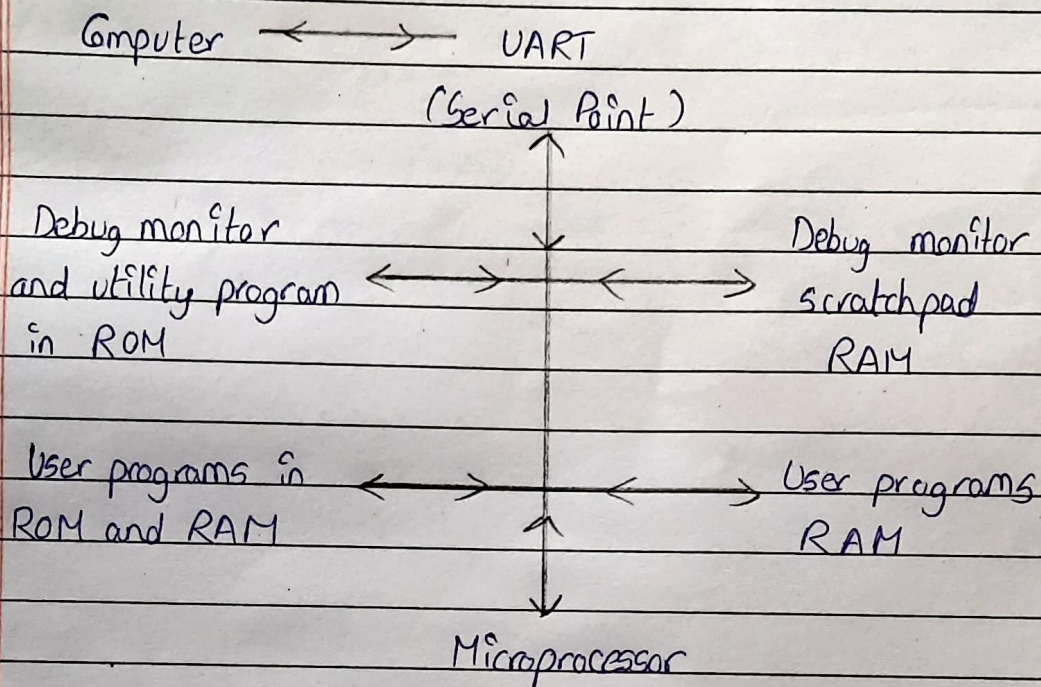 Computer UART
(Serial Point)
Debug monitor
and utility program
in ROM
Debug monitor
scratchpad
RAM
User programs in
ROM and RAM
User programs
RAM
Microprocessor